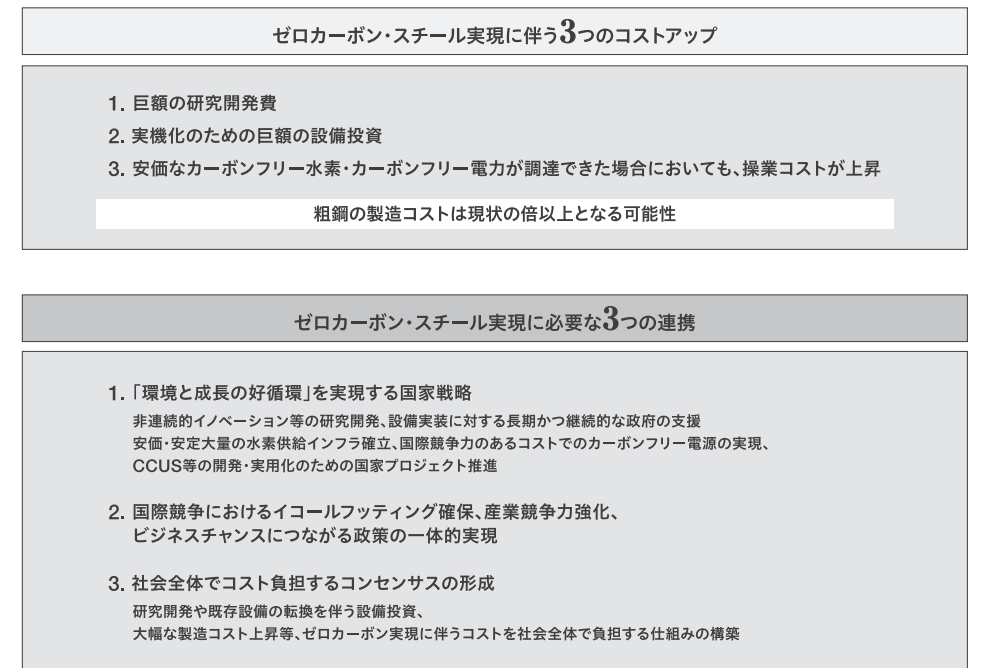 ゼロカーボン・スチール実現に伴う3つのコストアップ
1. 巨額の研究開発費
2. 実機化のための巨額の設備投資
3. 安価なカーボンフリー水素・カーボンフリー電力が調達できた場合においても、操業コストが上昇
粗鋼の製造コストは現状の倍以上となる可能性
ゼロカーボン・スチール実現に必要な3つの連携
1. 「環境と成長の好循環」を実現する国家戦略
非連続的イノベーション等の研究開発、設備実装に対する長期かつ継続的な政府の支援
安価・安定大量の水素供給インフラ確立、国際競争力のあるコストでのカーボンフリー電源の実現、
CCUS等の開発・実用化のための国家プロジェクト推進
2. 国際競争におけるイコールフッティング確保、産業競争力強化、
ビジネスチャンスにつながる政策の一体的実現
3. 社会全体でコスト負担するコンセンサスの形成
研究開発や既存設備の転換を伴う設備投資、
大幅な製造コスト上昇等、ゼロカーボン実現に伴うコストを社会全体で負担する仕組みの構築